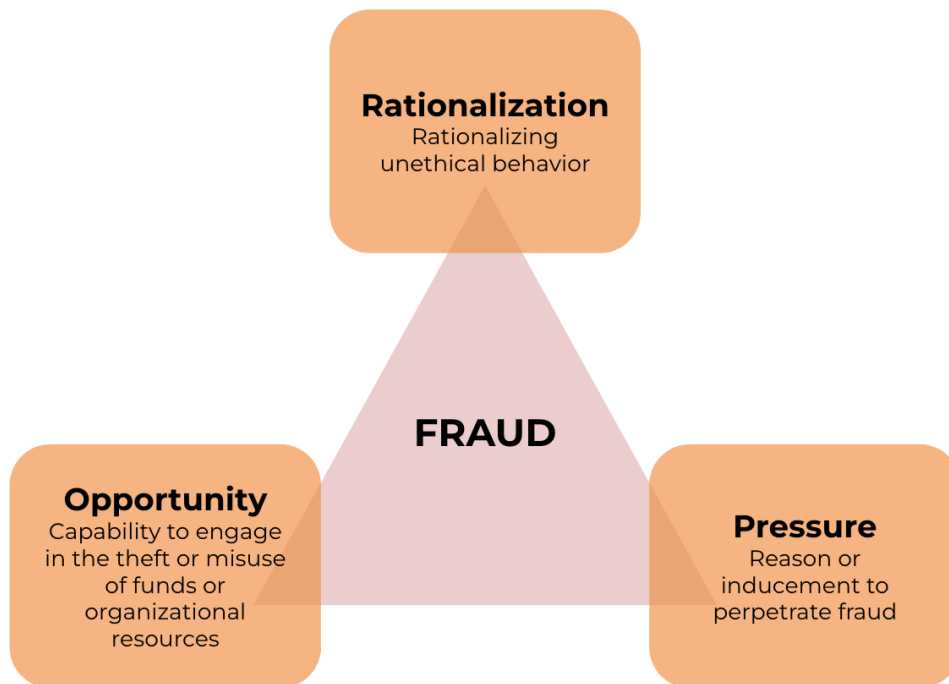 Rationalization
Rationalizing
unethical behavior
FRAUD
Opportunity
Capability to engage
in the theft or misuse
of funds or
organizational
resources
Pressure
Reason or
inducement to
perpetrate fraud